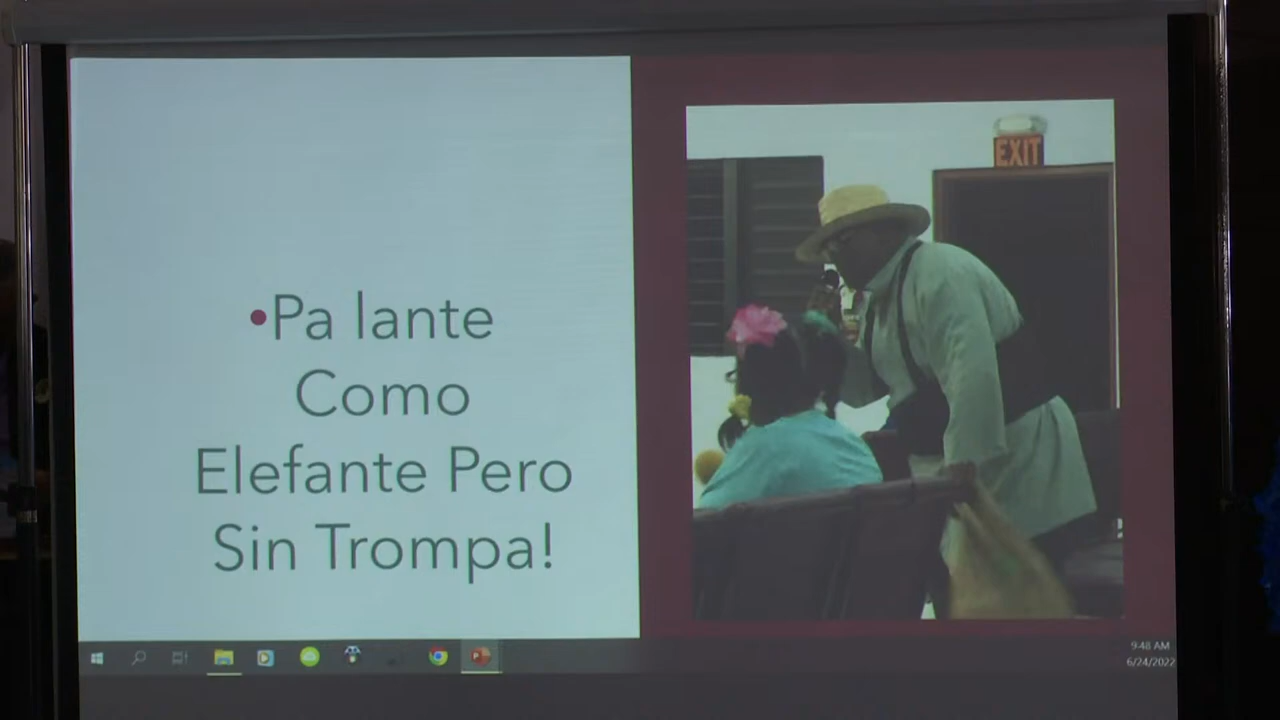 •Pa lante
Como
Elefante Pero
Sin Trompa!
EXIT
9:48 AM
6/24/2022